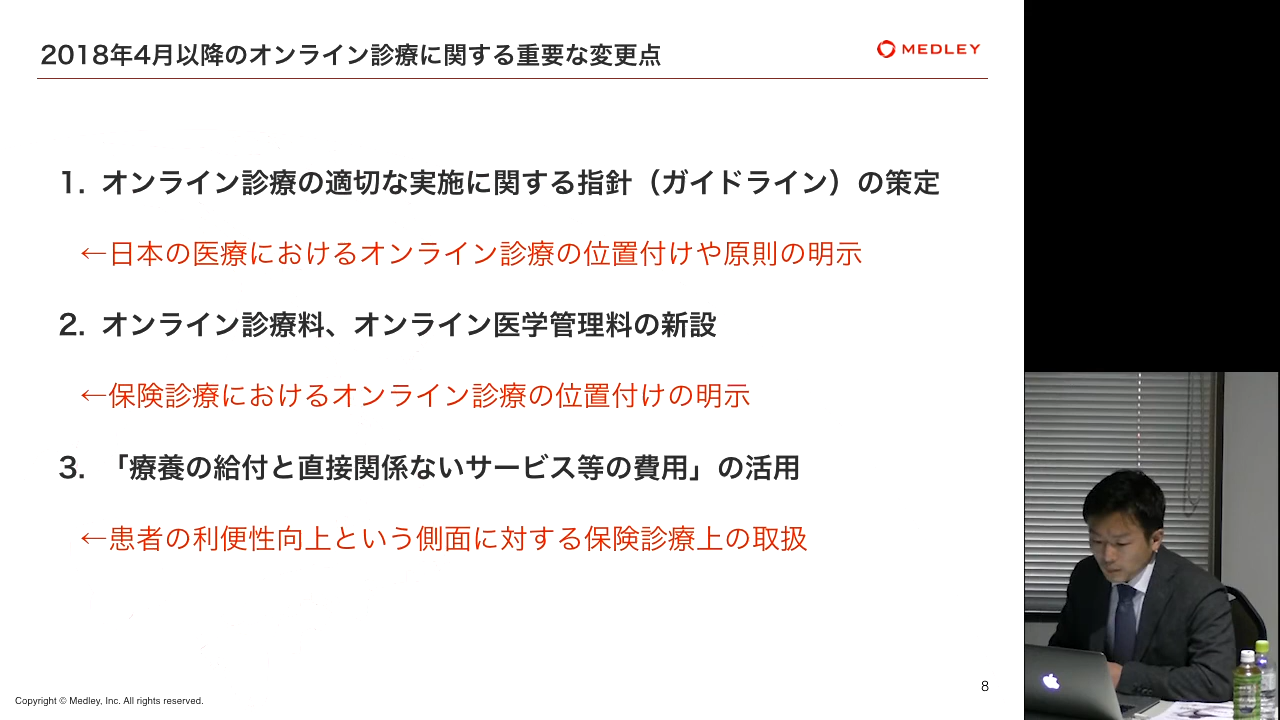 2018年4月以降のオンライン診療に関する重要な変更点
MEDLEY
1. オンライン診療の適切な実施に関する指針（ガイドライン）の策定
←日本の医療におけるオンライン診療の位置付けや原則の明示
2. オンライン診療料、オンライン医学管理料の新設
←保険診療におけるオンライン診療の位置付けの明示
3. 「療養の給付と直接関係ないサービス等の費用」の活用
←患者の利便性向上という側面に対する保険診療上の取扱
8
Copyright © Medley, Inc. All rights reserved.